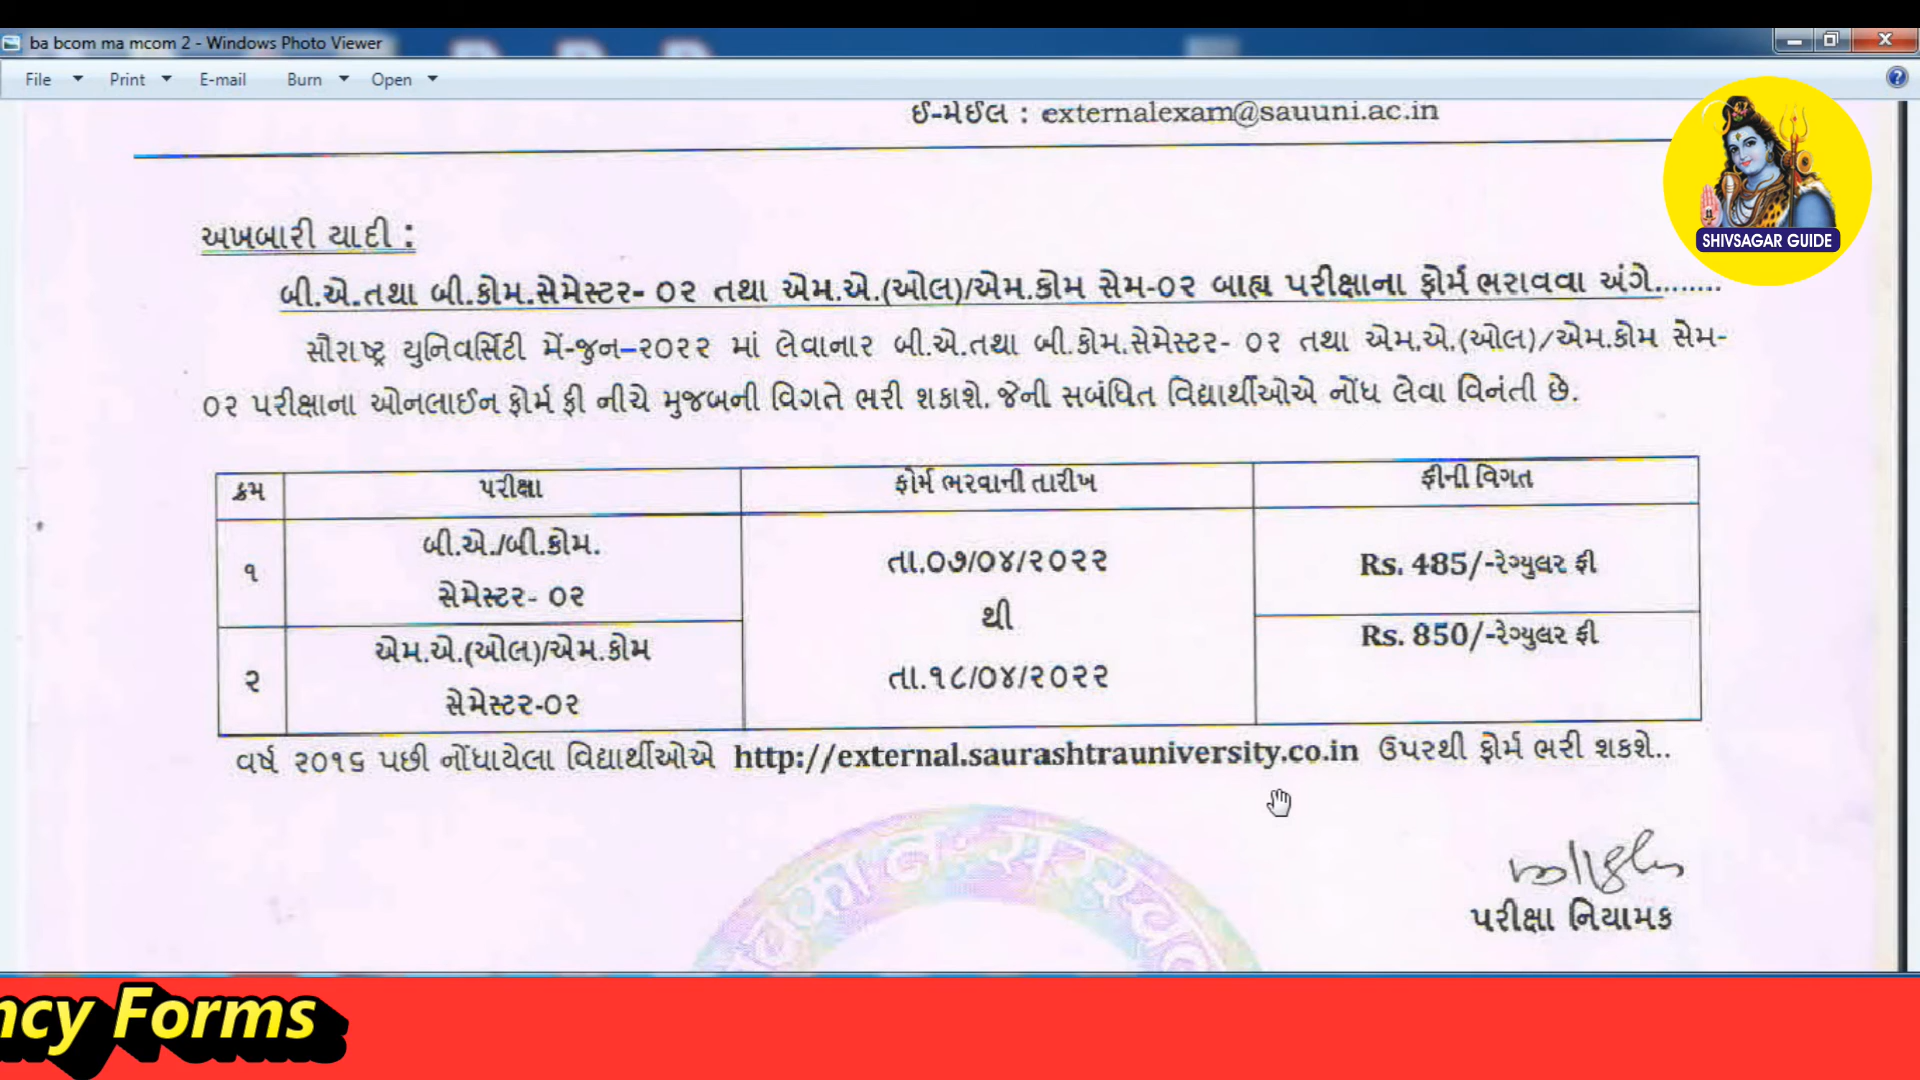 ba bcom ma mcom 2 - Windows Photo Viewer
File Print E-mail Burn Open
ઈ-મેઈલ : externalexam@sauuni.ac.in
SHIVSAGAR GUIDE
અખબારી યાદી :
બી.એ.તથા બી.કોમ.સેમેસ્ટર- ૦૨ તથા એમ.એ.(ઓલ)/એમ.કોમ સેમ-૦૨ બાહ્ય પરીક્ષાના ફોર્મ ભરાવવા અંગે.......
સૌરાષ્ટ્ર યુનિવર્સિટી મેં-જુન–૨૦૨૨ માં લેવાનાર બી.એ.તથા બી.કોમ.સેમેસ્ટર- ૦૨ તથા એમ.એ.(ઓલ)/એમ.કોમ સેમ-
૦૨ પરીક્ષાના ઓનલાઈન ફોર્મ ફી નીચે મુજબની વિગતે ભરી શકાશે. જેની સબંધિત વિદ્યાર્થીઓએ નોંધ લેવા વિનંતી છે.
ક્રમ પરીક્ષા ફોર્મ ભરવાની તારીખ ફીની વિગત
૧ બી.એ./બી.કોમ.
સેમેસ્ટર- ૦૨
તા.૦૭/૦૪/૨૦૨૨
થી
તા.૧૮/૦૪/૨૦૨૨
Rs. 485/-રેગ્યુલર ફી
૨ એમ.એ.(ઓલ)/એમ.કોમ
સેમેસ્ટર-૦૨
Rs. 850/-રેગ્યુલર ફી
વર્ષ ૨૦૧૬ પછી નોંધાયેલા વિદ્યાર્થીઓએ http://external.saurashtrauniversity.co.in ઉપરથી ફોર્મ ભરી શકશે..
પરીક્ષા નિયામક
ncy Forms